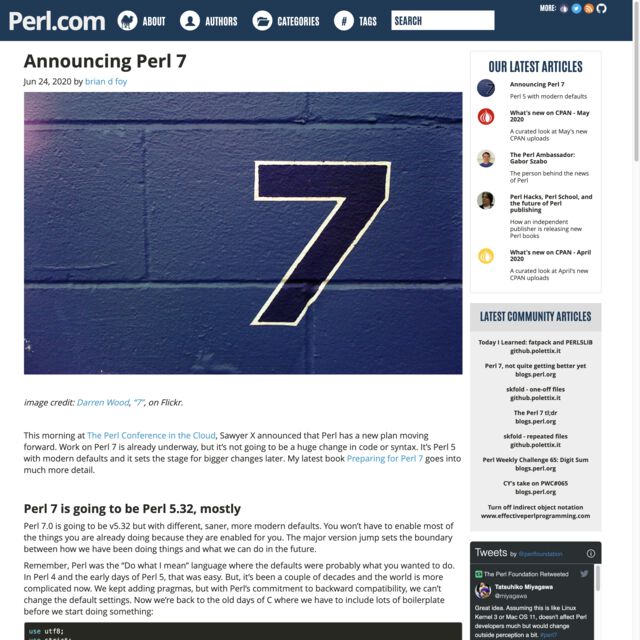 Perl.com
ABOUT
AUTHORS
CATEGORIES
#
TAGS
SEARCH
MORE:
Announcing Perl 7
Jun 24, 2020 by brian d foy
7
image credit: Darren Wood, “7”, on Flickr.
This morning at The Perl Conference in the Cloud, Sawyer X announced that Perl has a new plan moving
forward. Work on Perl 7 is already underway, but it’s not going to be a huge change in code or syntax. It’s Perl 5
with modern defaults and it sets the stage for bigger changes later. My latest book Preparing for Perl 7 goes into
much more detail.
Perl 7 is going to be Perl 5.32, mostly
Perl 7.0 is going to be v5.32 but with different, saner, more modern defaults. You won’t have to enable most of
the things you are already doing because they are enabled for you. The major version jump sets the boundary
between how we have been doing things and what we can do in the future.
Remember, Perl was the “Do what I mean” language where the defaults were probably what you wanted to do.
In Perl 4 and the early days of Perl 5, that was easy. But, it’s been a couple of decades and the world is more
complicated now. We kept adding pragmas, but with Perl’s commitment to backward compatibility, we can’t
change the default settings. Now we’re back to the old days of C where we have to include lots of boilerplate
before we start doing something:
use utf8;
use strict;
OUR LATEST ARTICLES
Announcing Perl 7
Perl 5 with modern defaults
What's new on CPAN - May
2020
A curated look at May's new
CPAN uploads
The Perl Ambassador:
Gabor Szabo
The person behind the news
of Perl
Perl Hacks, Perl School, and
the future of Perl
publishing
How an independent
publisher is releasing new
Perl books
What's new on CPAN - April
2020
A curated look at April's new
CPAN uploads
LATEST COMMUNITY ARTICLES
Today I Learned: fatpack and PERL5LIB
github.polettix.it
Perl 7, not quite getting better yet
blogs.perl.org
skfold - one-off files
github.polettix.it
The Perl 7 tl;dr
blogs.perl.org
skfold - repeated files
github.polettix.it
Perl Weekly Challenge 65: Digit Sum
blogs.perl.org
CY's take on PWC#065
blogs.perl.org
Turn off indirect object notation
www.effectiveperlprogramming.com
Tweets by @perlfoundation
The Perl Foundation Retweeted
Tatsuhiko Miyagawa
@miyagawa
Great idea. Assuming this is like Linux
Kernel 3 or Mac OS 11, doesn't affect Perl
developers much but would change
outside perception a bit. #perl7